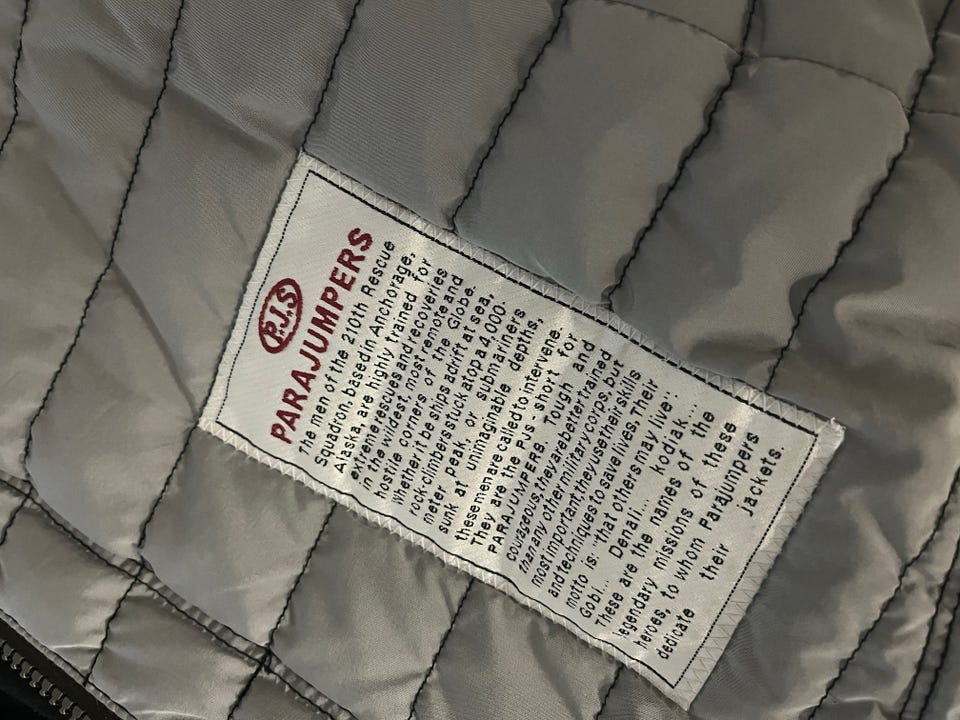 P.J.S
PARAJUMPERS
The men of the 210th Rescue
Squadron, based in Anchorage,
Alaska, are highly trained for
extreme rescues and recoveries
in the wildest, most remote and
hostile corners of the Globe.
Whether it be ships adrift at sea,
rock-climbers stuck atop a 4,000-
meter peak, or submariners
sunk at unimaginable depths,
these men are called to intervene.
They are the PJs - short for
PARAJUMPERS. Tough and
courageous, they are better trained
than any other military corps, but
most important, they use their skills
and techniques to save lives. Their
motto is: "that others may live":
Gobi... Denali... kodiak...
These are the names of the
legendary missions of these
heroes, to whom Parajumpers
dedicate their jackets.